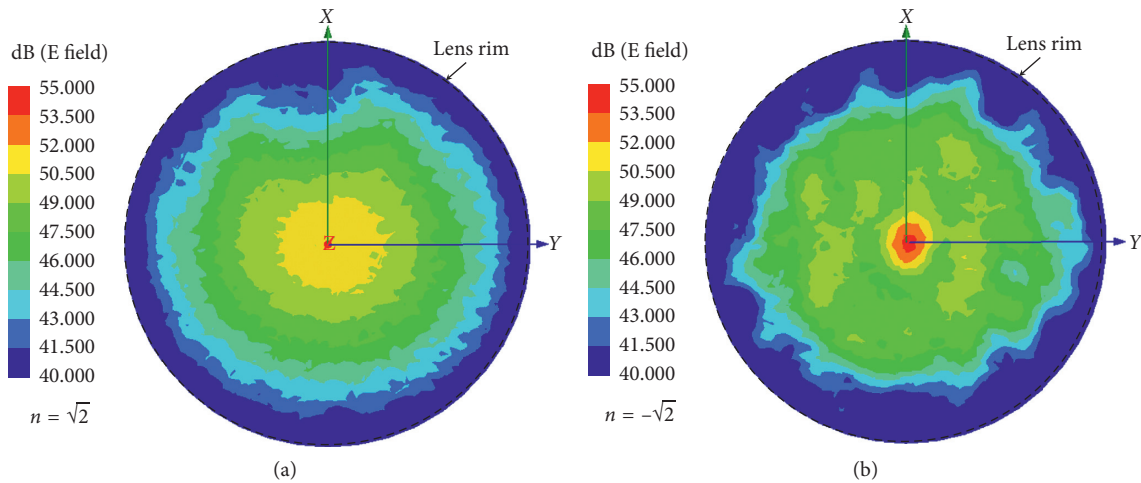 X
dB (E field)
Lens rim
55.000
53.500
52.000
50.500
49.000
47.500
46.000
44.500
43.000
41.500
40.000
Z
Y
n = √2
(a)
X
dB (E field)
Lens rim
55.000
53.500
52.000
50.500
49.000
47.500
46.000
44.500
43.000
41.500
40.000
Y
n = –√2
(b)